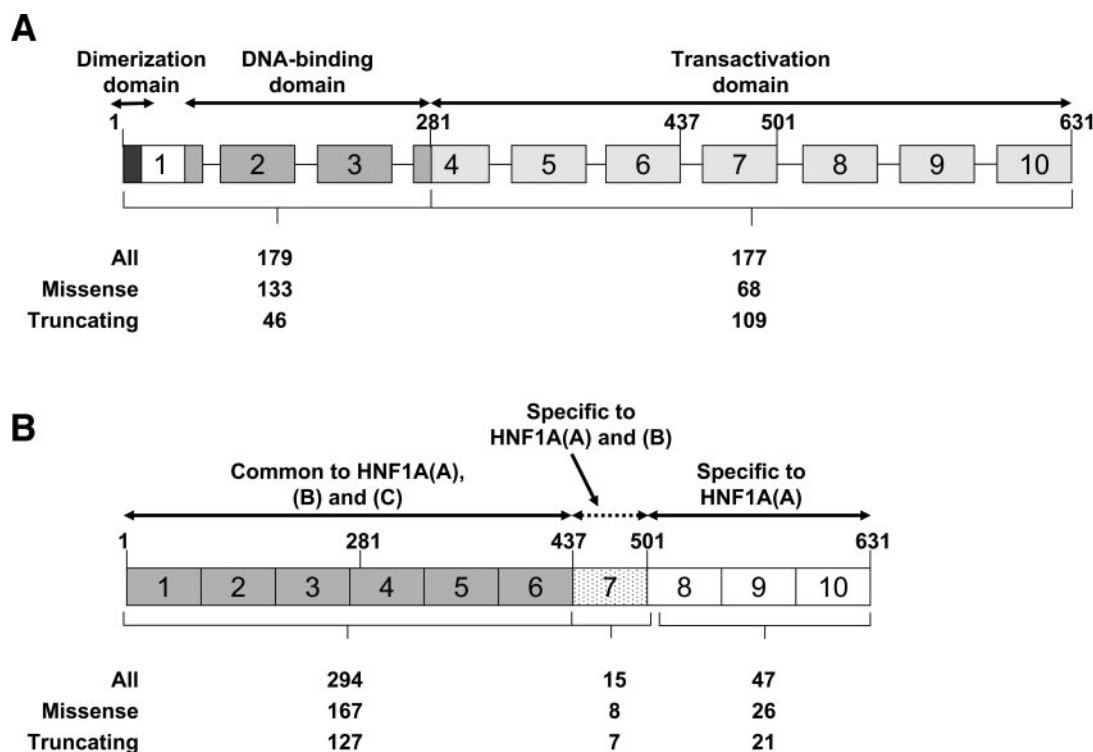 A
Dimerization domain
DNA-binding domain
Transactivation domain
1 281 437 501 631
1 2 3 4 5 6 7 8 9 10
All 179 177
Missense 133 68
Truncating 46 109
B
Specific to HNF1A(A) and (B)
Common to HNF1A(A), (B) and (C)
Specific to HNF1A(A)
1 281 437 501 631
1 2 3 4 5 6 7 8 9 10
All 294 15 47
Missense 167 8 26
Truncating 127 7 21